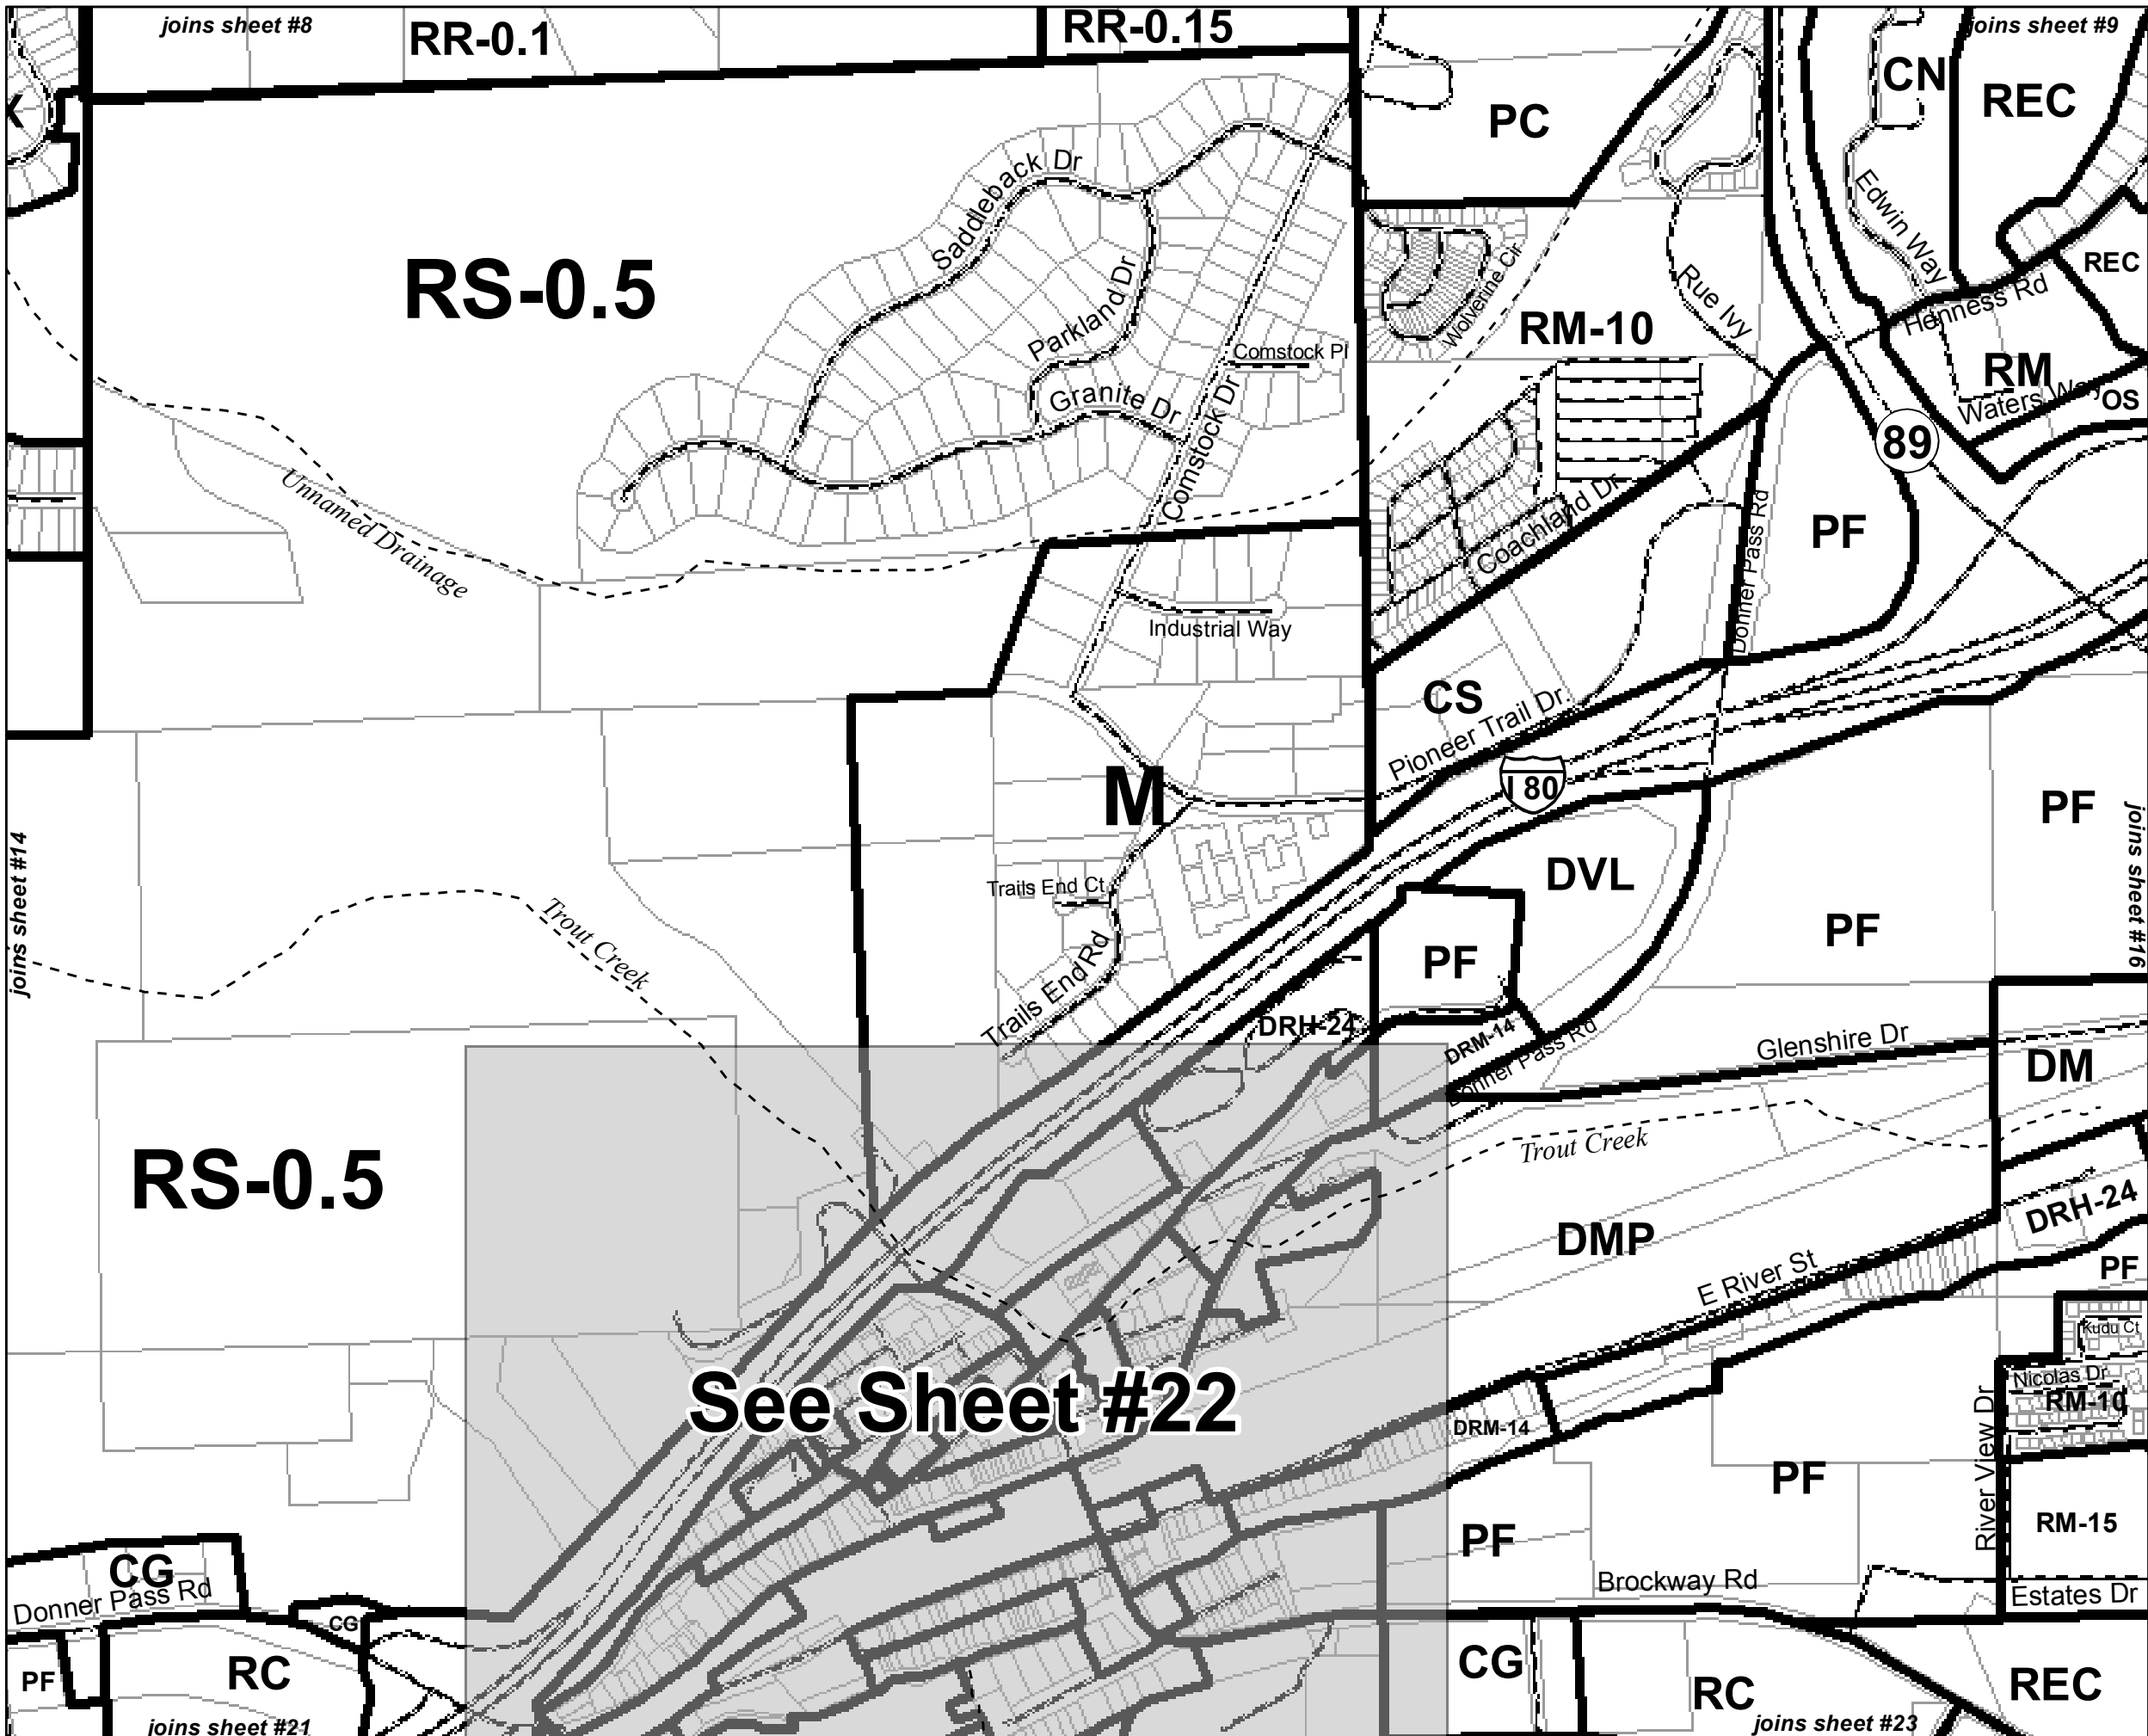 joins sheet #8
RR-0.1
RR-0.15
joins sheet #9
CN
REC
PC
Saddleback Dr
Edwin Way
REC
RS-0.5
Parkland Dr
Wolverine Cir
Rue Ivy
Henness Rd
RM-10
Comstock Pl
RM
Granite Dr
Comstock Dr
Waters Way
OS
89
Unnamed Drainage
Coachland Dr
Donner Pass Rd
PF
Industrial Way
CS
Pioneer Trail Dr.
M
I 80
PF
joins sheet #14
joins sheet #16
DVL
Trails End Ct
PF
PF
Trout Creek
Trails End Rd
DRH-24
DRM-14
Donner Pass Rd
Glenshire Dr
DM
Trout Creek
RS-0.5
DRH-24
DMP
E River St
PF
Kudu Ct
Nicolas Dr
RM-10
See Sheet #22
DRM-14
River View Dr
PF
PF
RM-15
CG
Donner Pass Rd
Brockway Rd
Estates Dr
CG
PF
RC
CG
RC
REC
joins sheet #21
joins sheet #23